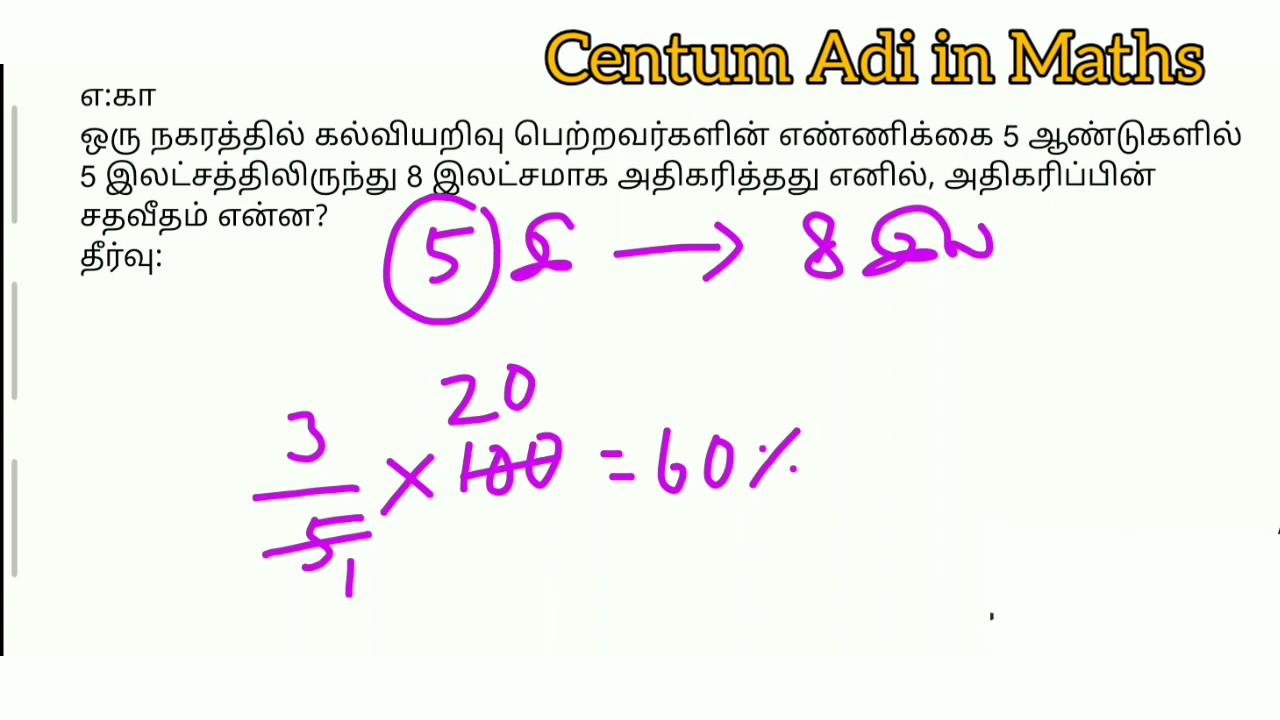 Centum Adi in Maths
எ:கா
ஒரு நகரத்தில் கல்வியறிவு பெற்றவர்களின் எண்ணிக்கை 5 ஆண்டுகளில்
5 இலட்சத்திலிருந்து 8 இலட்சமாக அதிகரித்தது எனில், அதிகரிப்பின்
சதவீதம் என்ன?
தீர்வு:
5 இ → 8 இல
20
3/5 × 100 = 60%
1